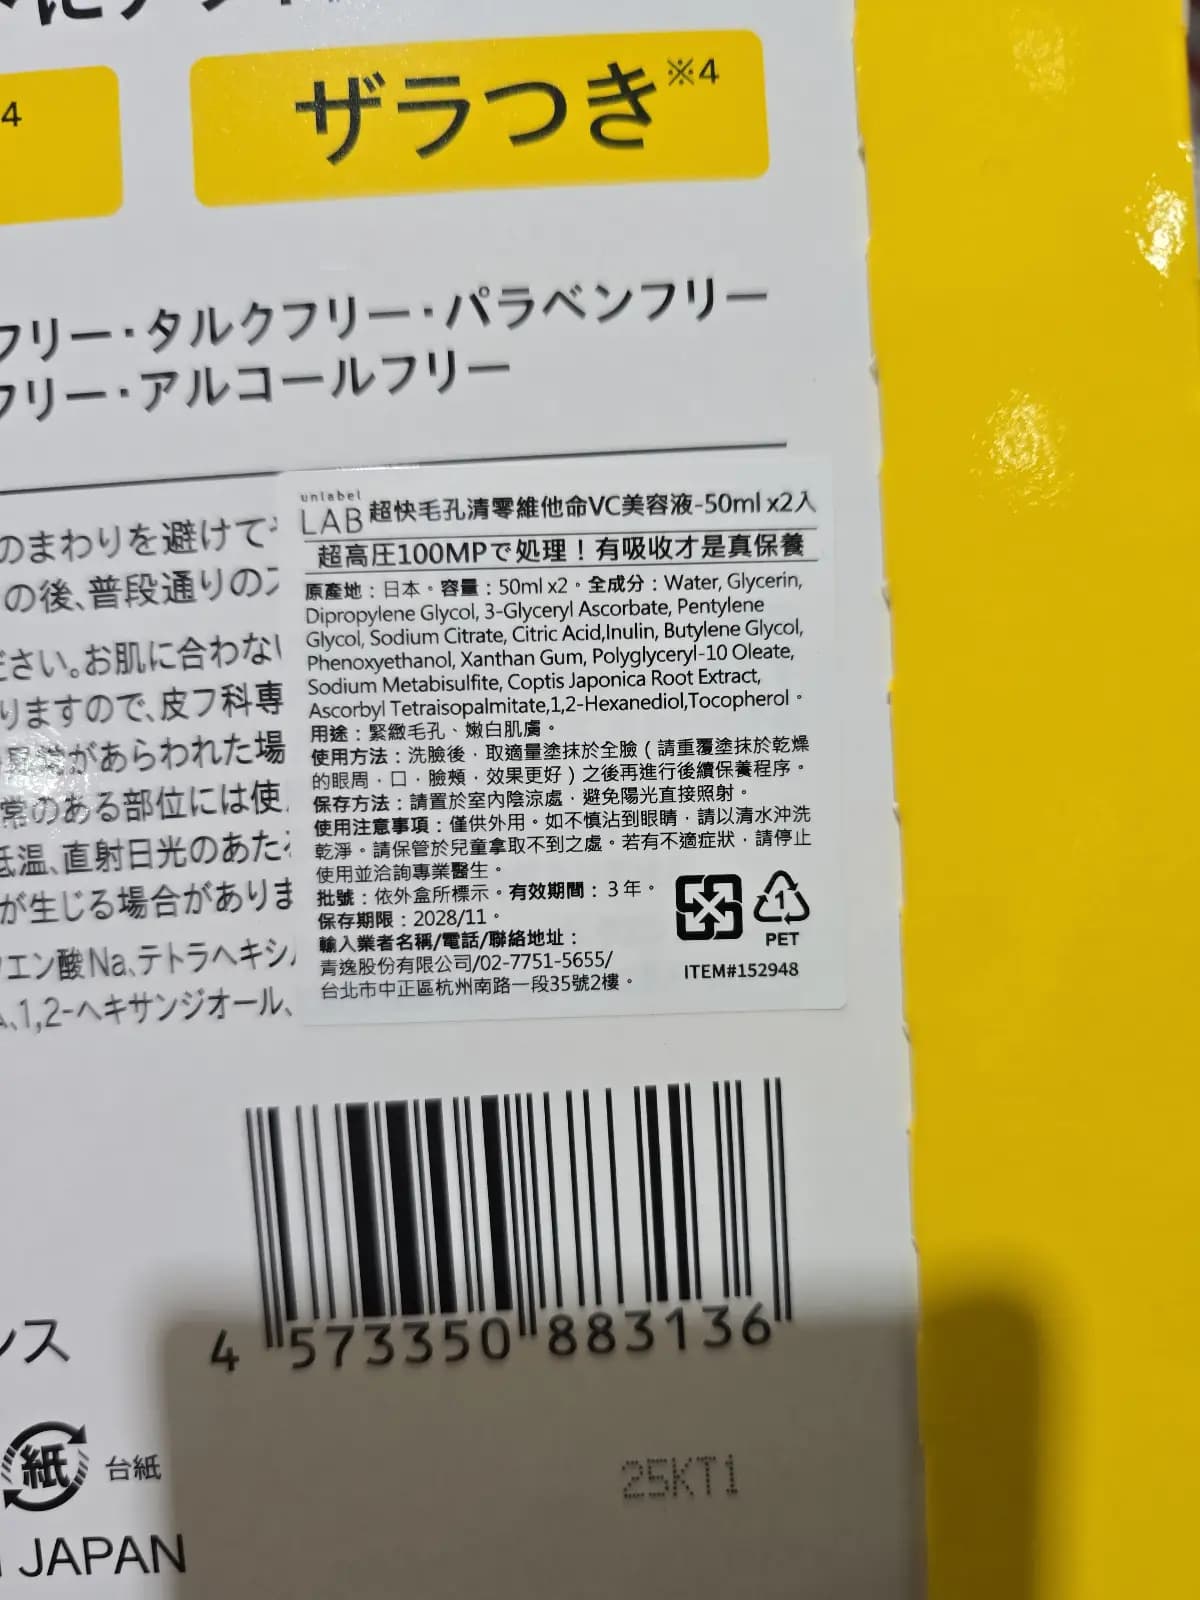 ザラつき※4
4
フリー・タルクフリー・パラベンフリー
フリー・アルコールフリー
のまわりを避けて
の後、普段通りの
ださい。お肌に合わない
りますので、皮フ科専
があらわれた場
常のある部位には使
低温、直射日光のあた
が生じる場合がありま
クエン酸Na、テトラヘキシ
1,2-ヘキサンジオール、
unlabel
LAB 超快毛孔清零維他命VC美容液-50ml x2入
超高圧100MPで処理！有吸收才是真保養
原產地：日本。容量：50ml x2。全成分：Water, Glycerin,
Dipropylene Glycol, 3-Glyceryl Ascorbate, Pentylene
Glycol, Sodium Citrate, Citric Acid,Inulin, Butylene Glycol,
Phenoxyethanol, Xanthan Gum, Polyglyceryl-10 Oleate,
Sodium Metabisulfite, Coptis Japonica Root Extract,
Ascorbyl Tetraisopalmitate,1,2-Hexanediol,Tocopherol。
用途：緊緻毛孔、嫩白肌膚。
使用方法：洗臉後，取適量塗抹於全臉（請重覆塗抹於乾燥
的眼周，口，臉頰，效果更好）之後再進行後續保養程序。
保存方法：請置於室內陰涼處，避免陽光直接照射。
使用注意事項：僅供外用。如不慎沾到眼睛，請以清水沖洗
乾淨。請保管於兒童拿取不到之處。若有不適症狀，請停止
使用並洽詢專業醫生。
批號：依外盒所標示。有效期間：3年。
保存期限：2028/11。
輸入業者名稱/電話/聯絡地址：
青逸股份有限公司/02-7751-5655/
台北市中正區杭州南路一段35號2樓。
1
PET
ITEM#152948
4 573350 883136
ンス
紙 台紙
25KT1
JAPAN